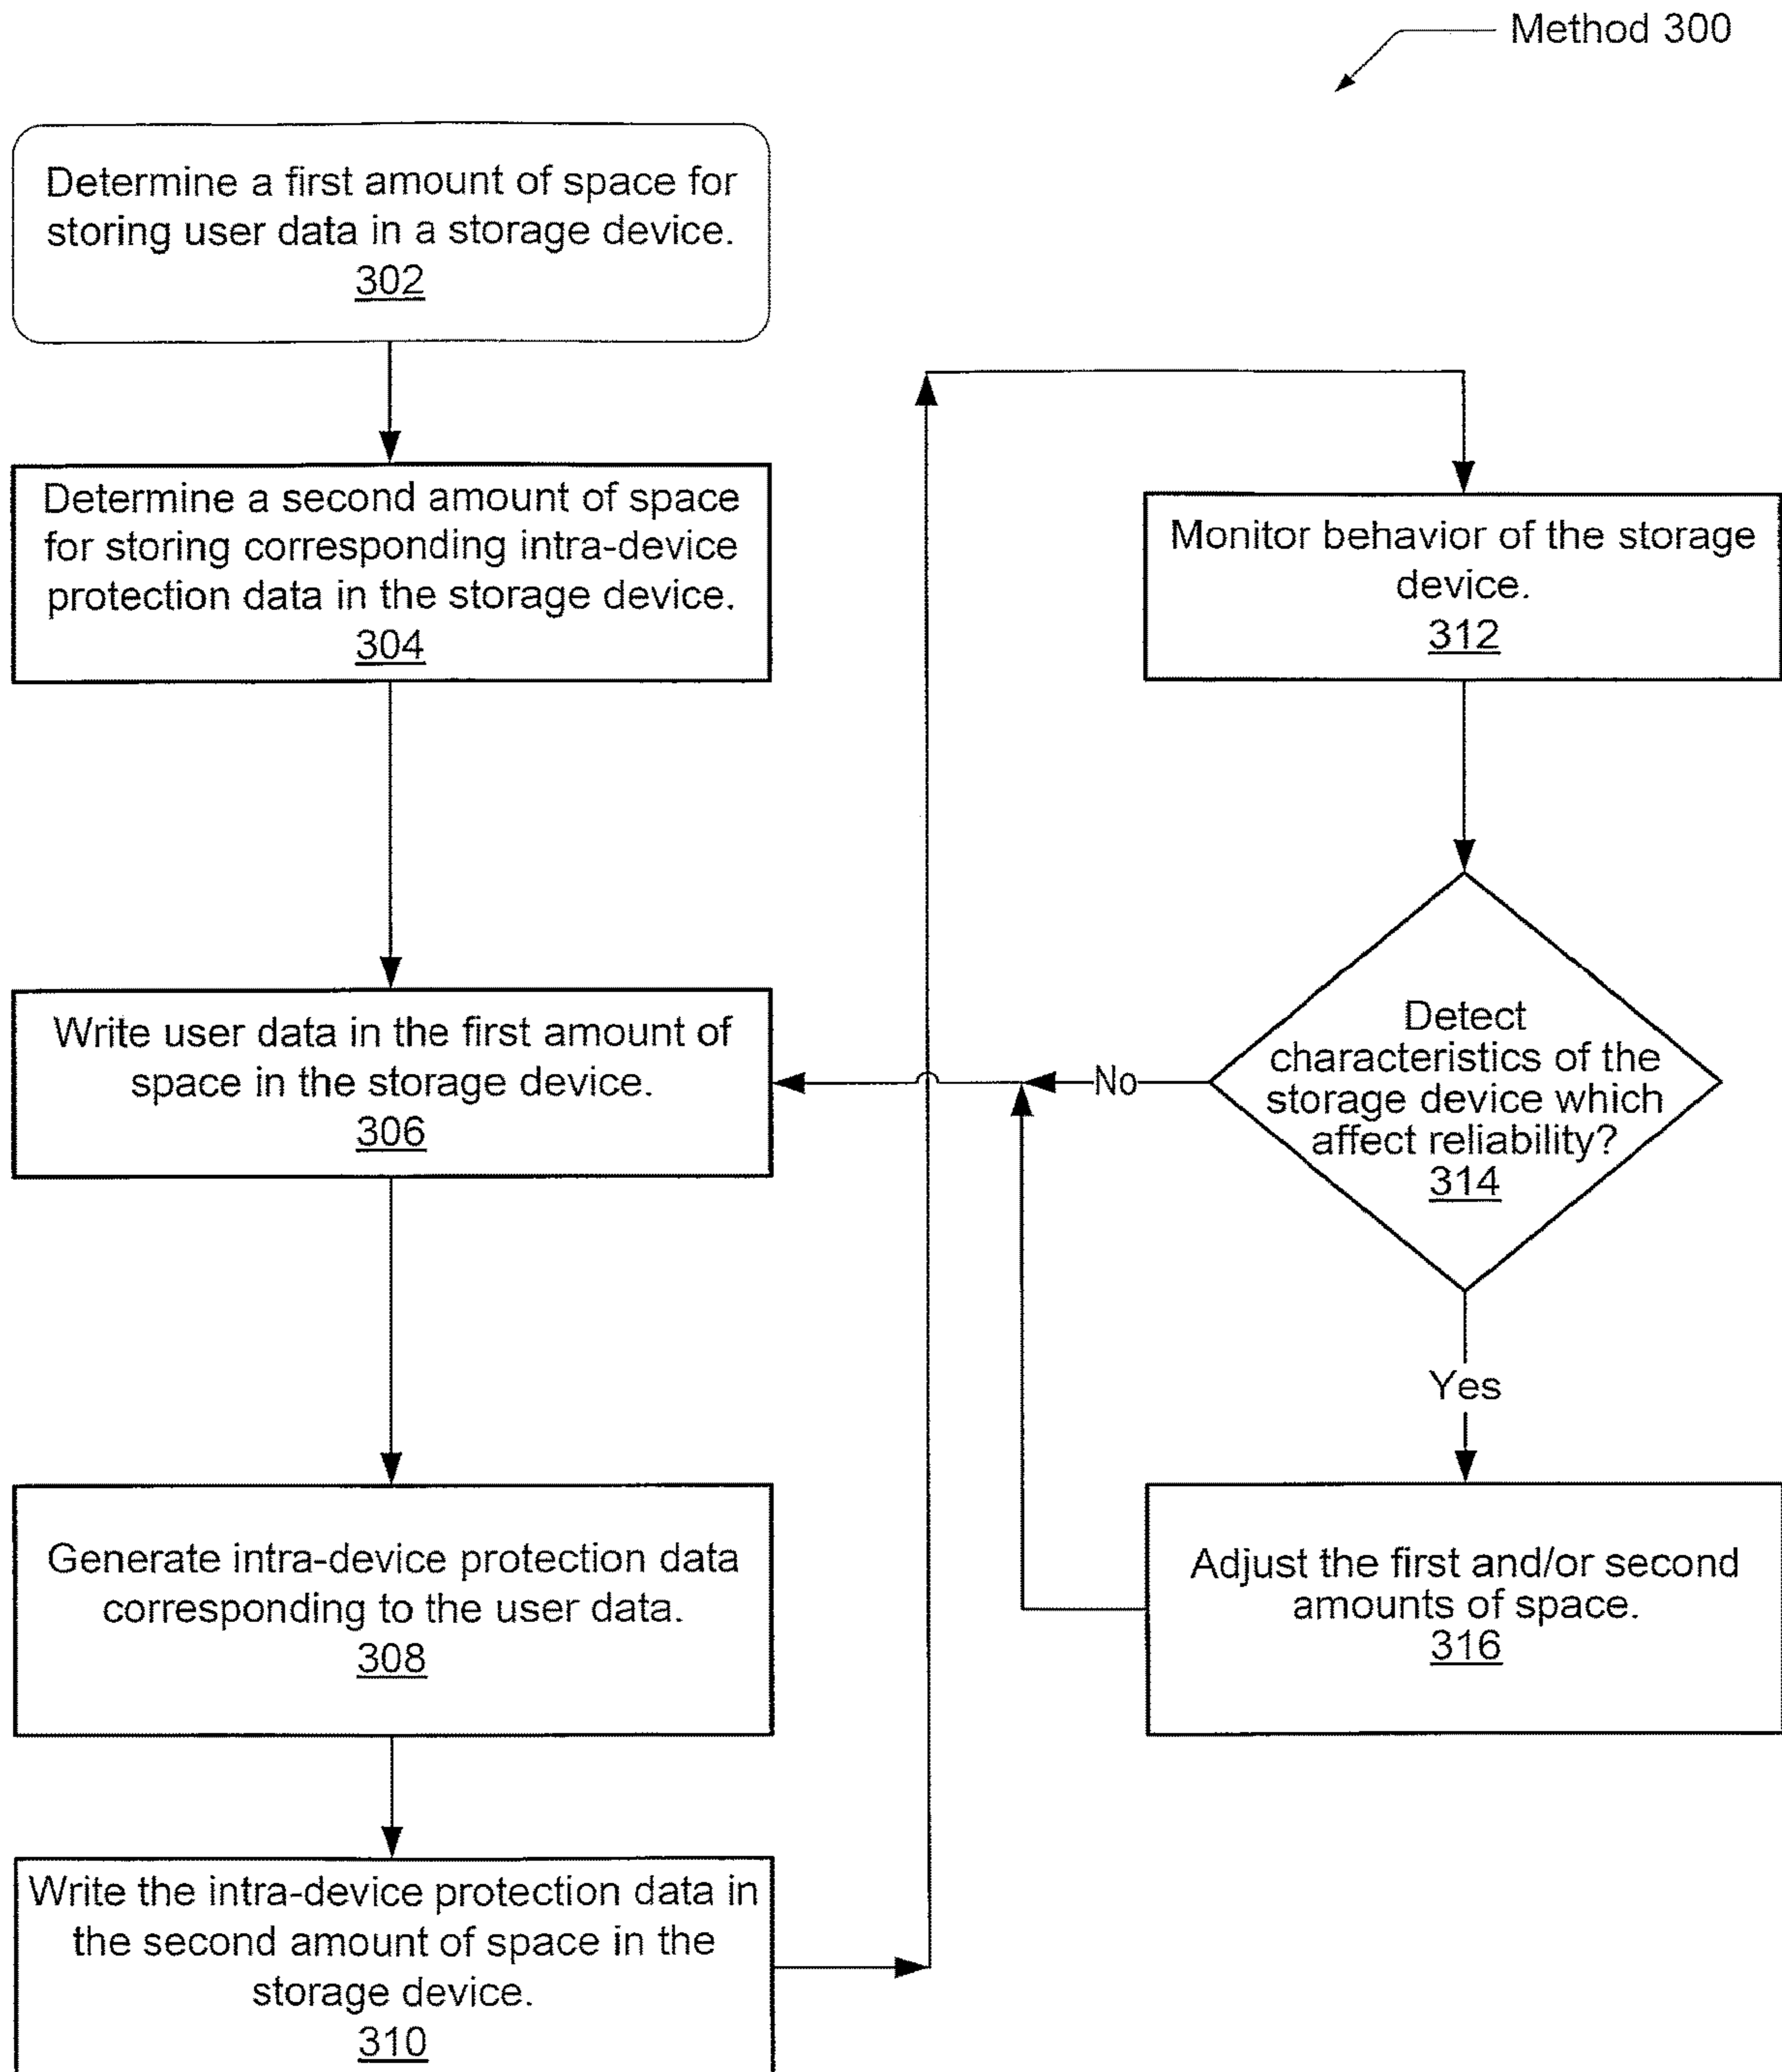 Method 300
Determine a first amount of space for
storing user data in a storage device.
302
Determine a second amount of space
for storing corresponding intra-device
protection data in the storage device.
304
Write user data in the first amount of
space in the storage device.
306
Generate intra-device protection data
corresponding to the user data.
308
Write the intra-device protection data in
the second amount of space in the
storage device.
310
Monitor behavior of the storage
device.
312
Detect
characteristics of the
storage device which
affect reliability?
314
No
Yes
Adjust the first and/or second
amounts of space.
316